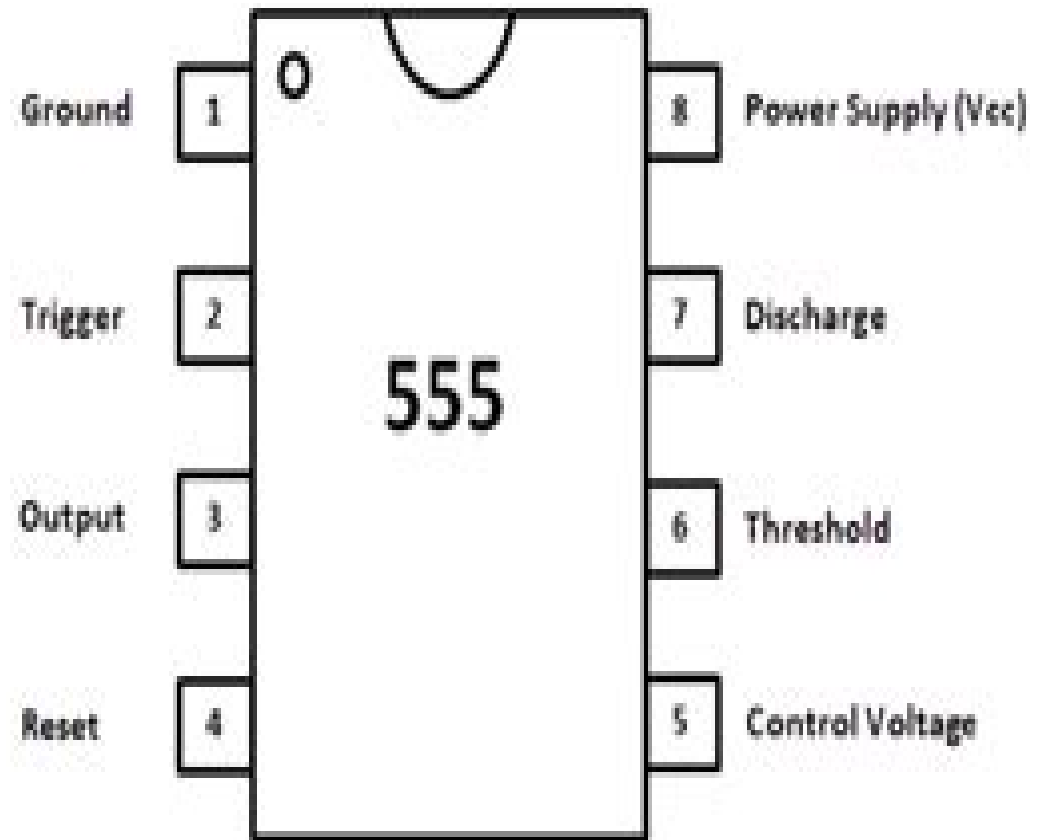 Ground 1 8 Power Supply (Vcc)
Trigger 2 7 Discharge
555
Output 3 6 Threshold
Reset 4 5 Control Voltage